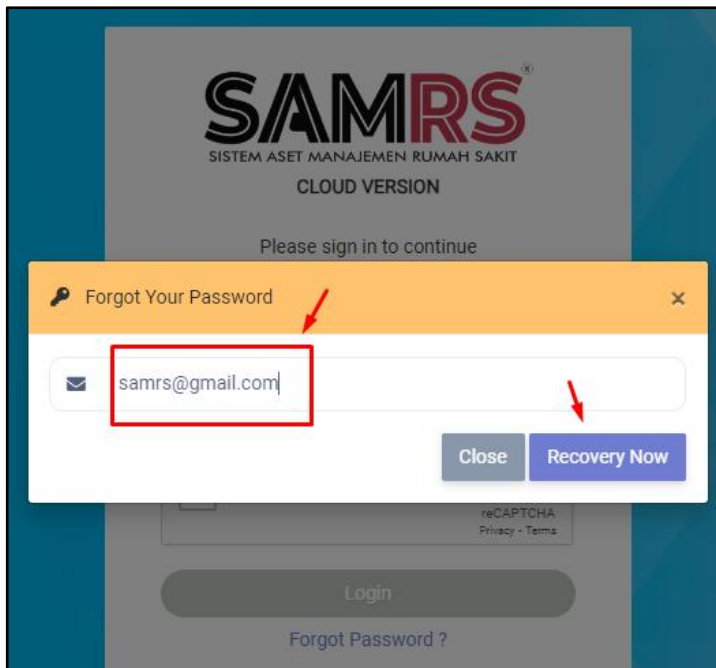 SAMRS®
SISTEM ASET MANAJEMEN RUMAH SAKIT
CLOUD VERSION
Please sign in to continue
Forgot Your Password ×
samrs@gmail.com
Close Recovery Now
reCAPTCHA
Privacy - Terms
Login
Forgot Password ?